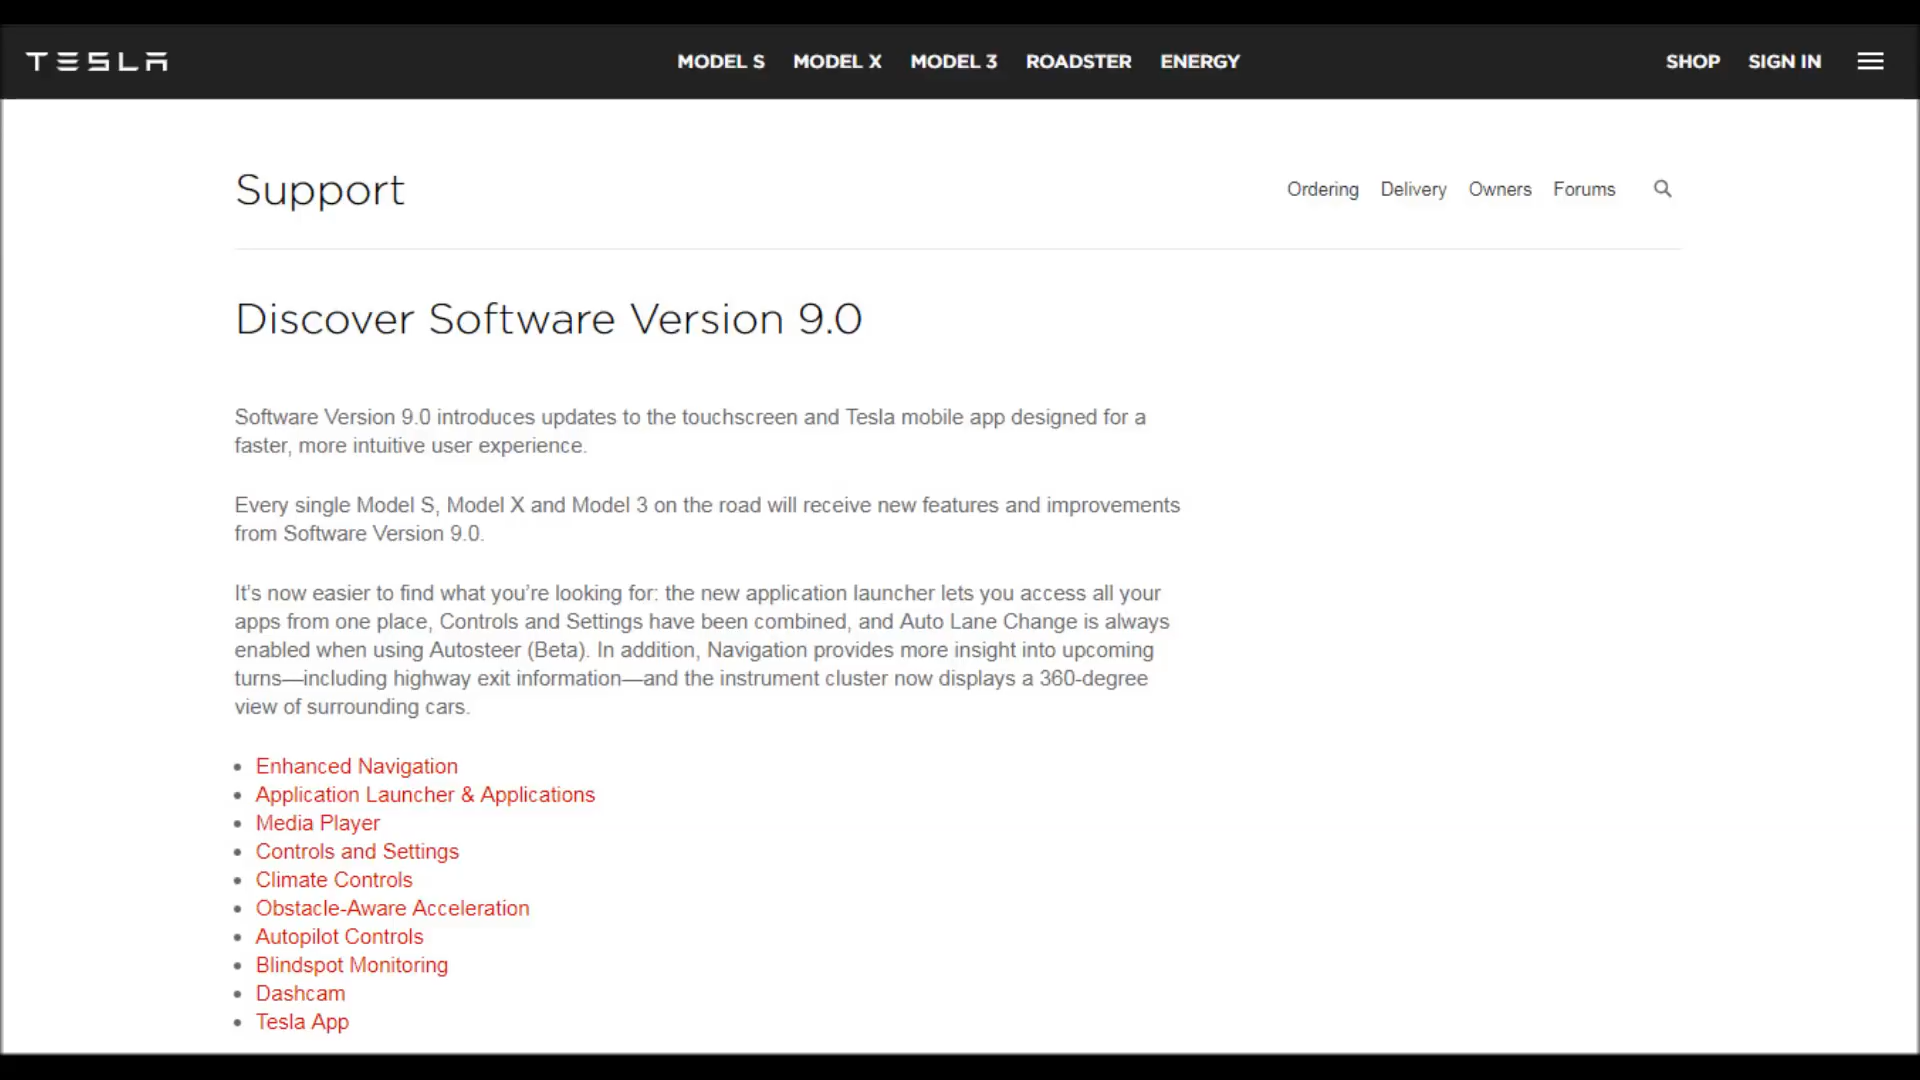 TESLA MODEL S MODEL X MODEL 3 ROADSTER ENERGY SHOP SIGN IN
Support Ordering Delivery Owners Forums
Discover Software Version 9.0
Software Version 9.0 introduces updates to the touchscreen and Tesla mobile app designed for a
faster, more intuitive user experience.
Every single Model S, Model X and Model 3 on the road will receive new features and improvements
from Software Version 9.0.
It’s now easier to find what you’re looking for: the new application launcher lets you access all your
apps from one place, Controls and Settings have been combined, and Auto Lane Change is always
enabled when using Autosteer (Beta). In addition, Navigation provides more insight into upcoming
turns—including highway exit information—and the instrument cluster now displays a 360-degree
view of surrounding cars.
• Enhanced Navigation
• Application Launcher & Applications
• Media Player
• Controls and Settings
• Climate Controls
• Obstacle-Aware Acceleration
• Autopilot Controls
• Blindspot Monitoring
• Dashcam
• Tesla App